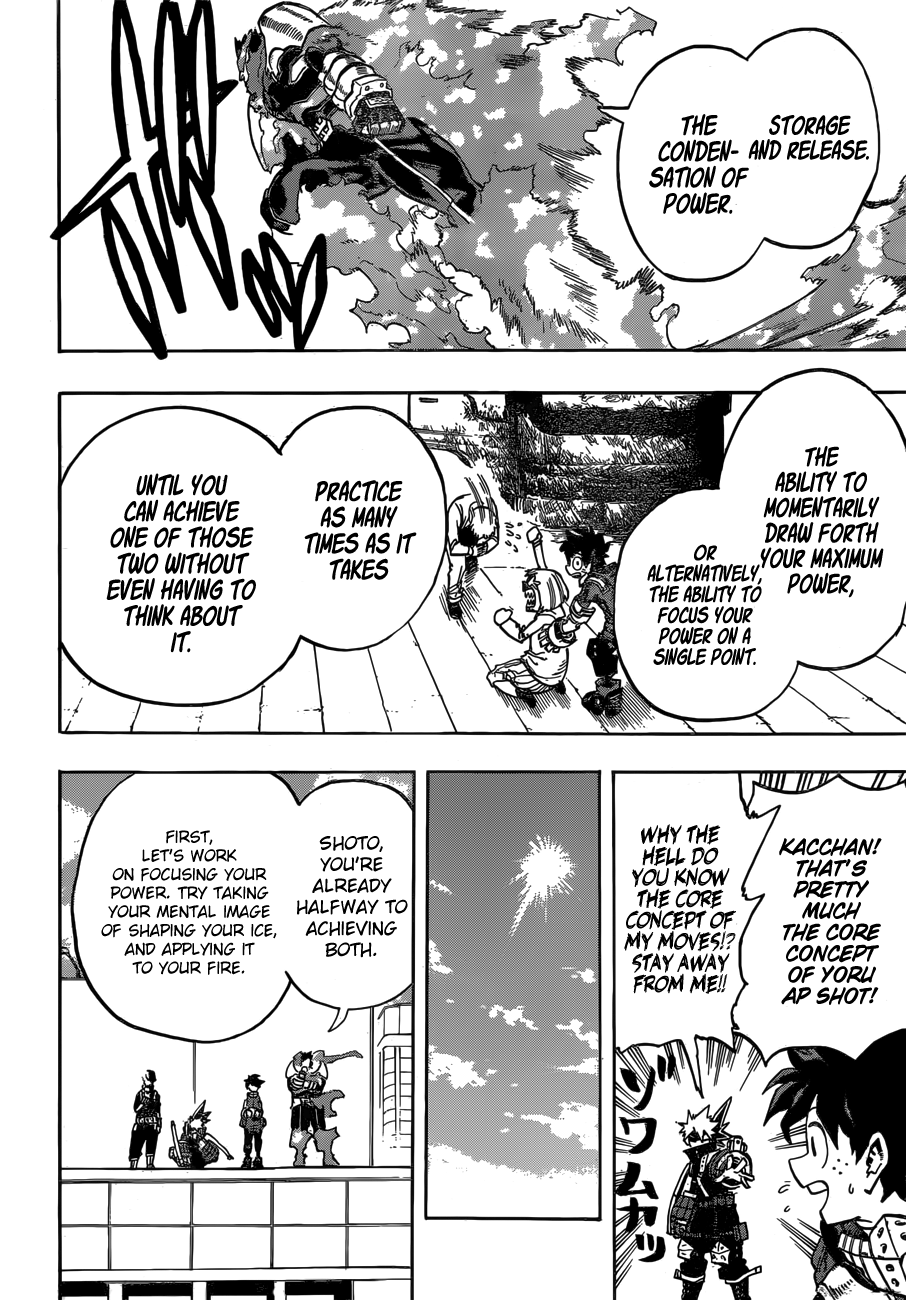 STORAGE
AND RELEASE.
THE
CONDEN-
SATION OF
POWER.
THE
ABILITY TO
MOMENTARILY
DRAW FORTH
YOUR MAXIMUM
POWER,
OR
ALTERNATIVELY,
THE ABILITY TO
FOCUS YOUR
POWER ON A
SINGLE POINT.
PRACTICE
AS MANY
TIMES AS IT
TAKES
UNTIL YOU
CAN ACHIEVE
ONE OF THOSE
TWO WITHOUT
EVEN HAVING TO
THINK ABOUT
IT.
KACCHAN!
THAT'S
PRETTY
MUCH
THE CORE
CONCEPT
OF YORU
AP SHOT!
WHY THE
HELL DO
YOU KNOW
THE CORE
CONCEPT OF
MY MOVES!?
STAY AWAY
FROM ME!!
ゾワムカッ
SHOTO,
YOU'RE
ALREADY
HALFWAY TO
ACHIEVING
BOTH.
FIRST,
LET'S WORK
ON FOCUSING YOUR
POWER. TRY TAKING
YOUR MENTAL IMAGE
OF SHAPING YOUR ICE,
AND APPLYING IT
TO YOUR FIRE.